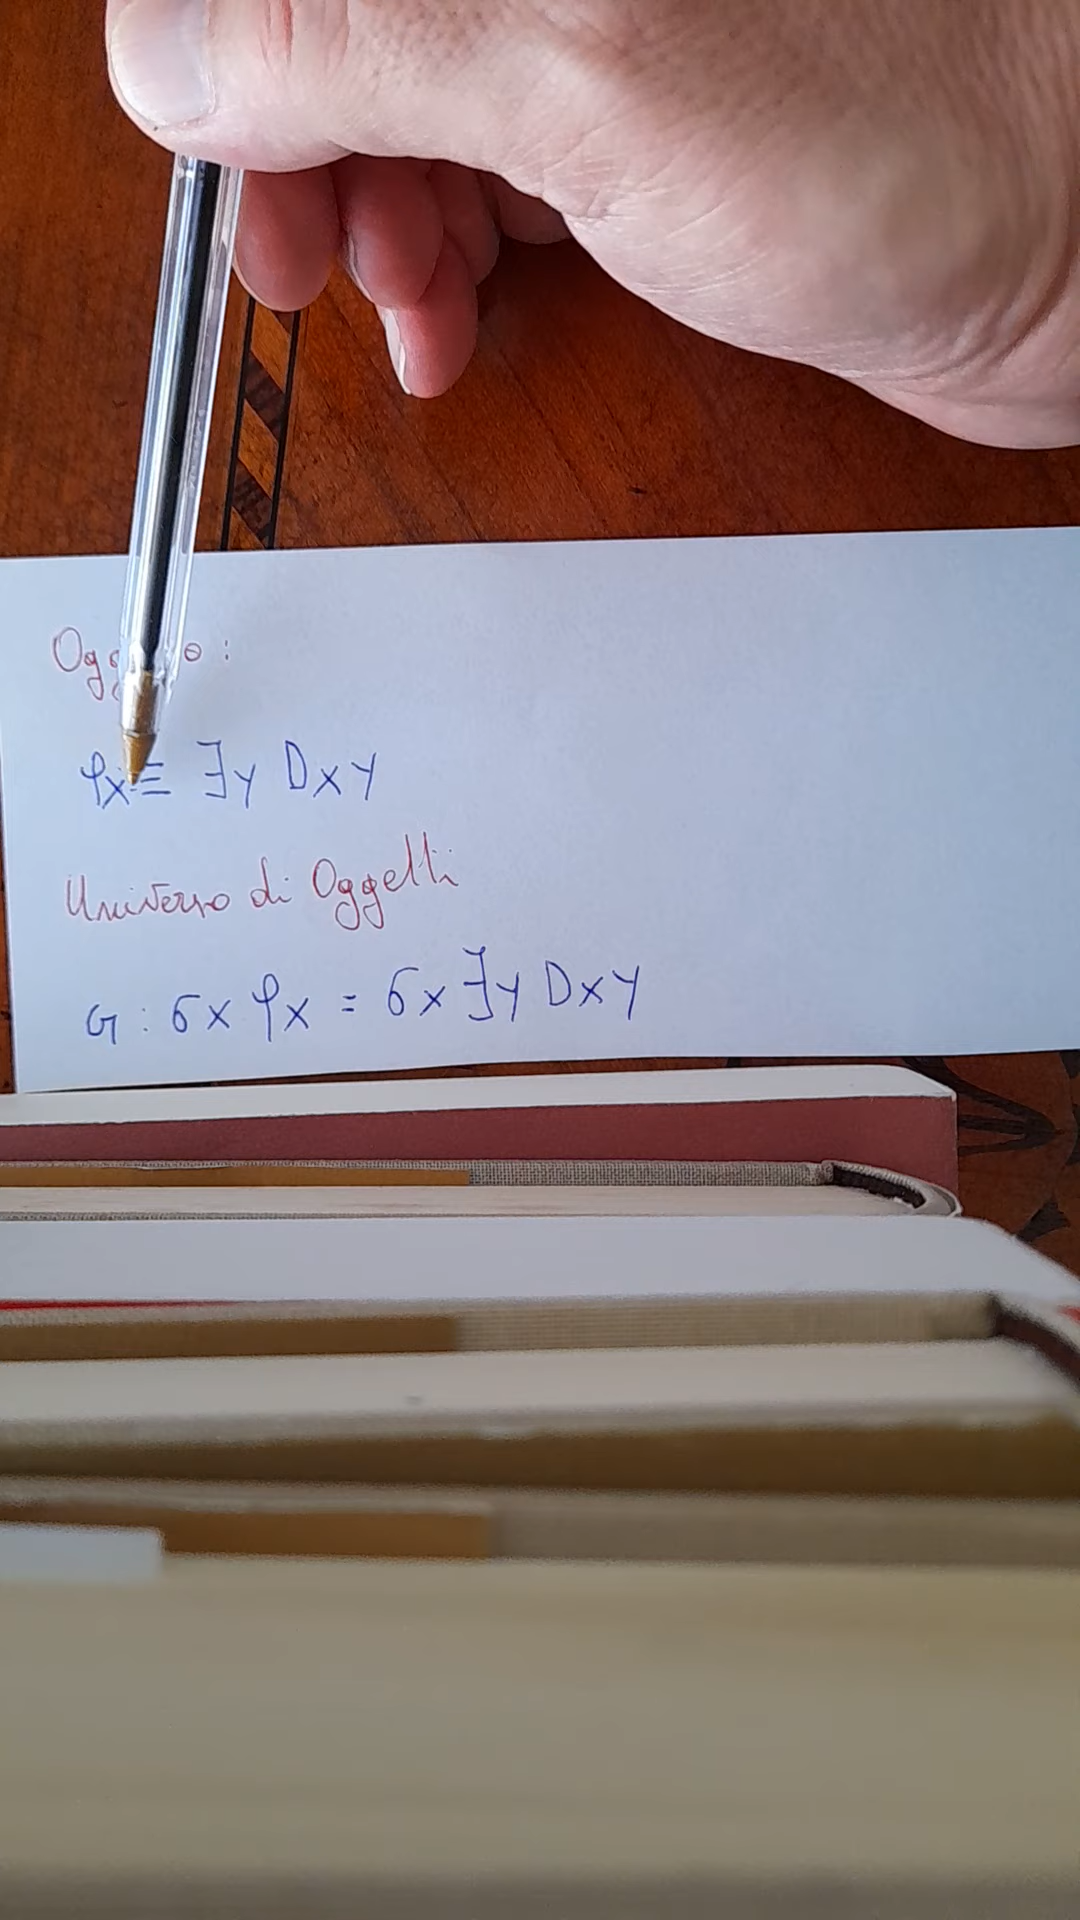 φx ≡ ∃y Dxy
Universo di Oggetti
G : σx φx = σx ∃y Dxy